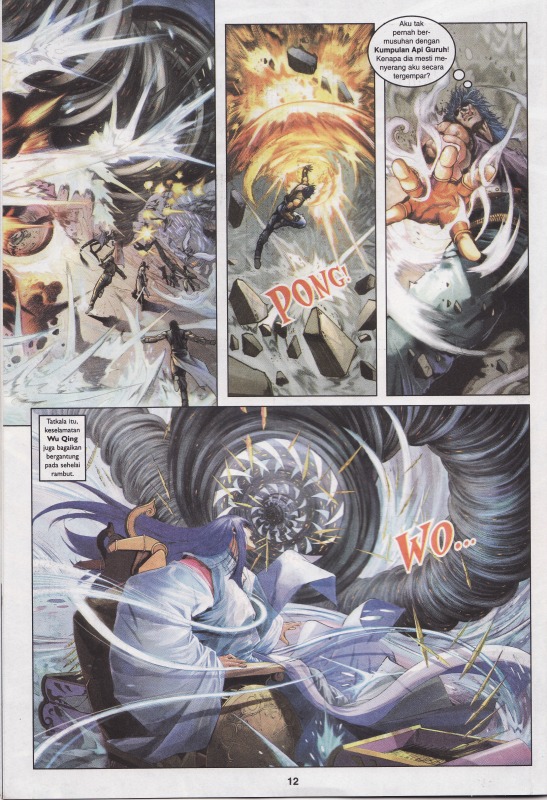 Aku tak
pernah ber-
musuhan dengan
Kumpulan Api Guruh!
Kenapa dia mesti me-
nyerang aku secara
tergempar?
PONG!
Tatkala itu,
keselamatan
Wu Qing
juga bagaikan
bergantung
pada sehelai
rambut.
WO...
12